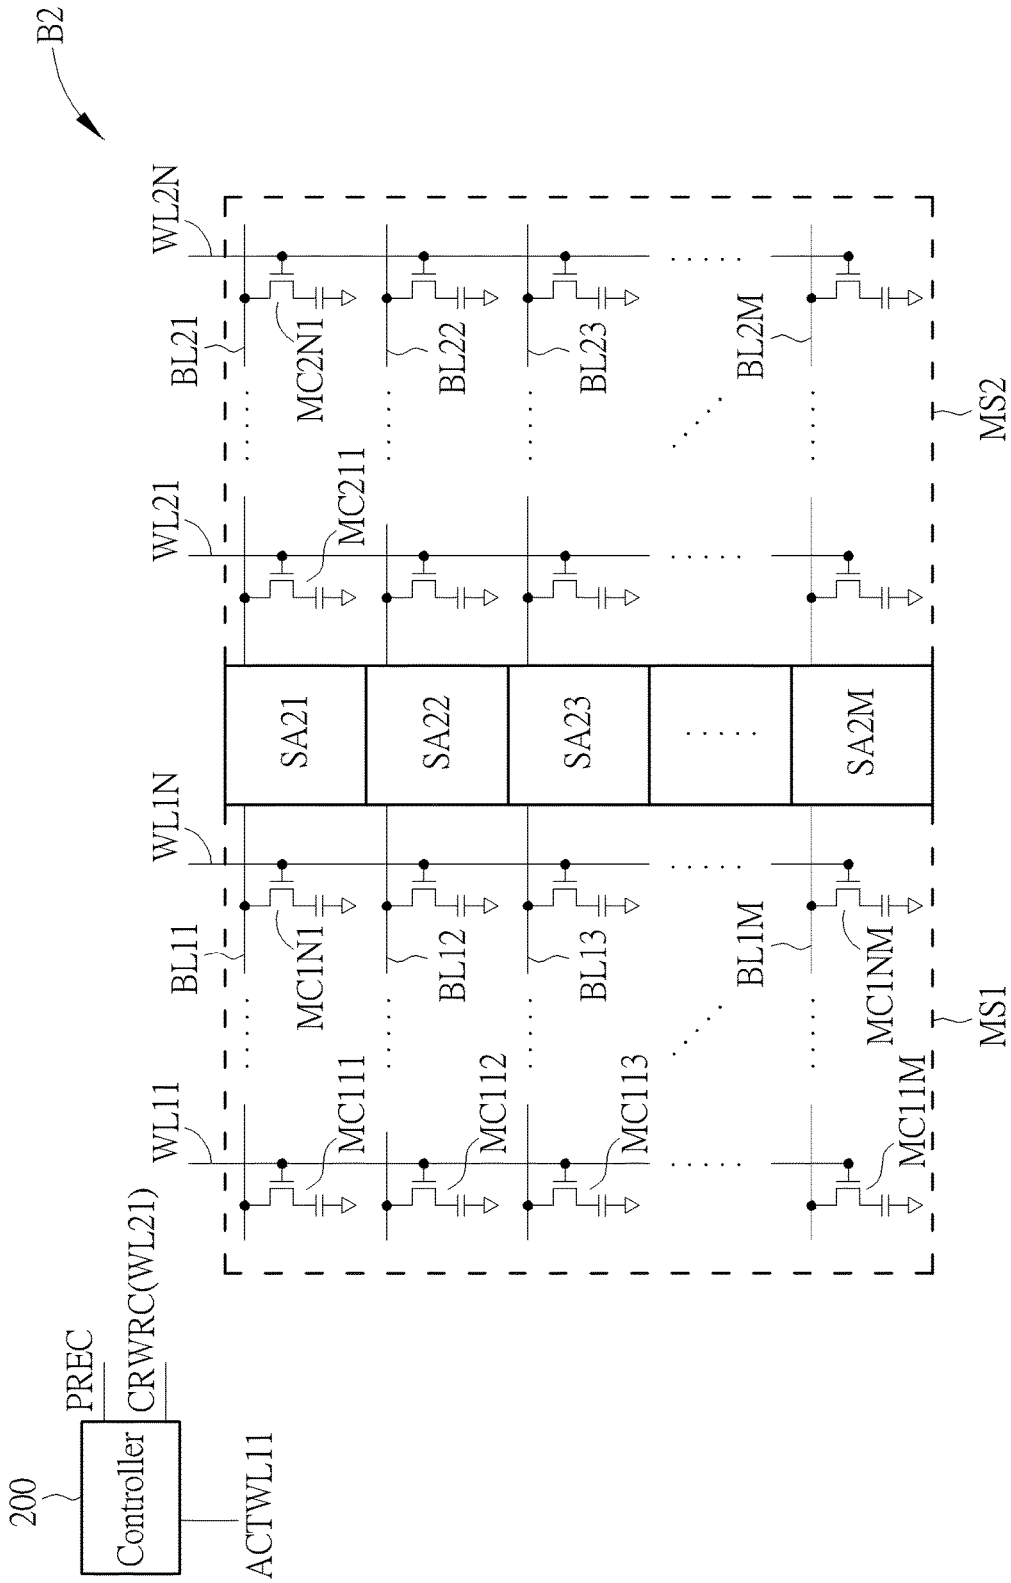 B2
200
Controller
PREC
CRWRC(WL21)
ACTWL11
WL11
WL1N
WL21
WL2N
BL11
BL21
MC111
MC1N1
SA21
MC211
MC2N1
MC112
BL12
SA22
BL22
MC113
BL13
SA23
BL23
BL1M
BL2M
MC11M
MC1NM
SA2M
MS1
MS2